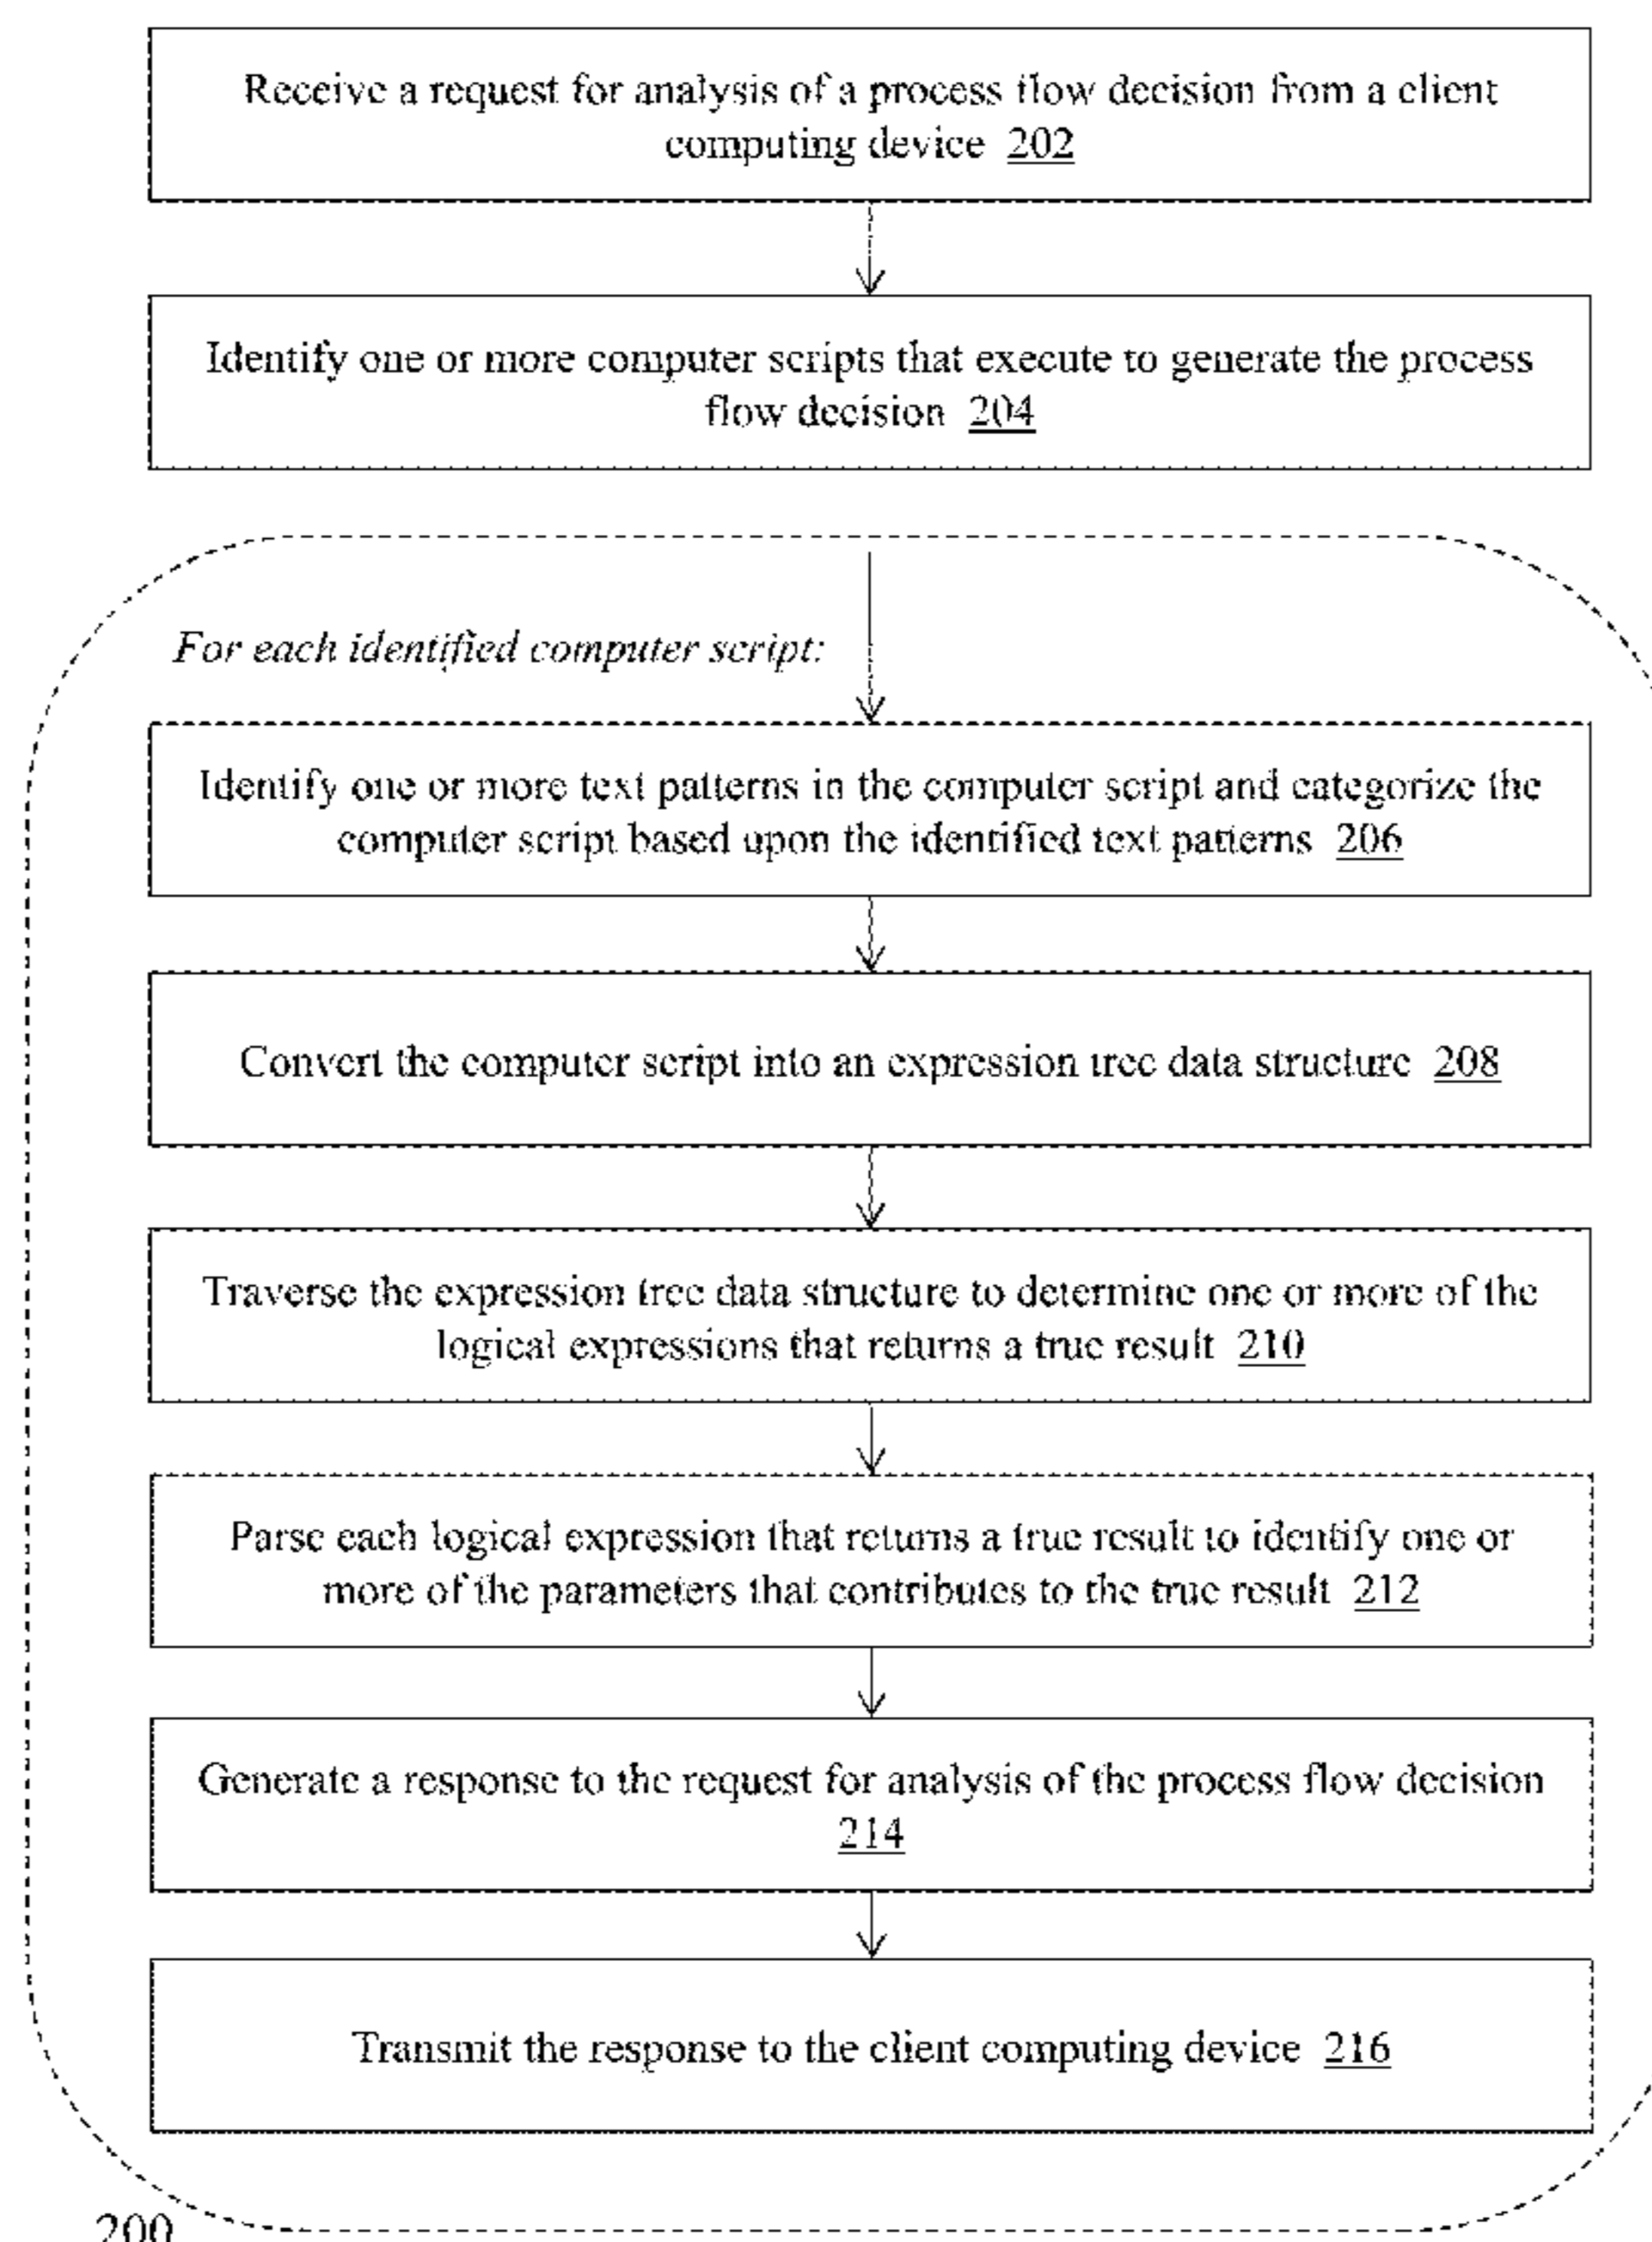 Receive a request for analysis of a process flow decision from a client
computing device 202
Identify one or more computer scripts that execute to generate the process
flow decision 204
For each identified computer script:
Identify one or more text patterns in the computer script and categorize the
computer script based upon the identified text patterns 206
Convert the computer script into an expression tree data structure 208
Traverse the expression tree data structure to determine one or more of the
logical expressions that returns a true result 210
Parse each logical expression that returns a true result to identify one or
more of the parameters that contributes to the true result 212
Generate a response to the request for analysis of the process flow decision
214
Transmit the response to the client computing device 216
200